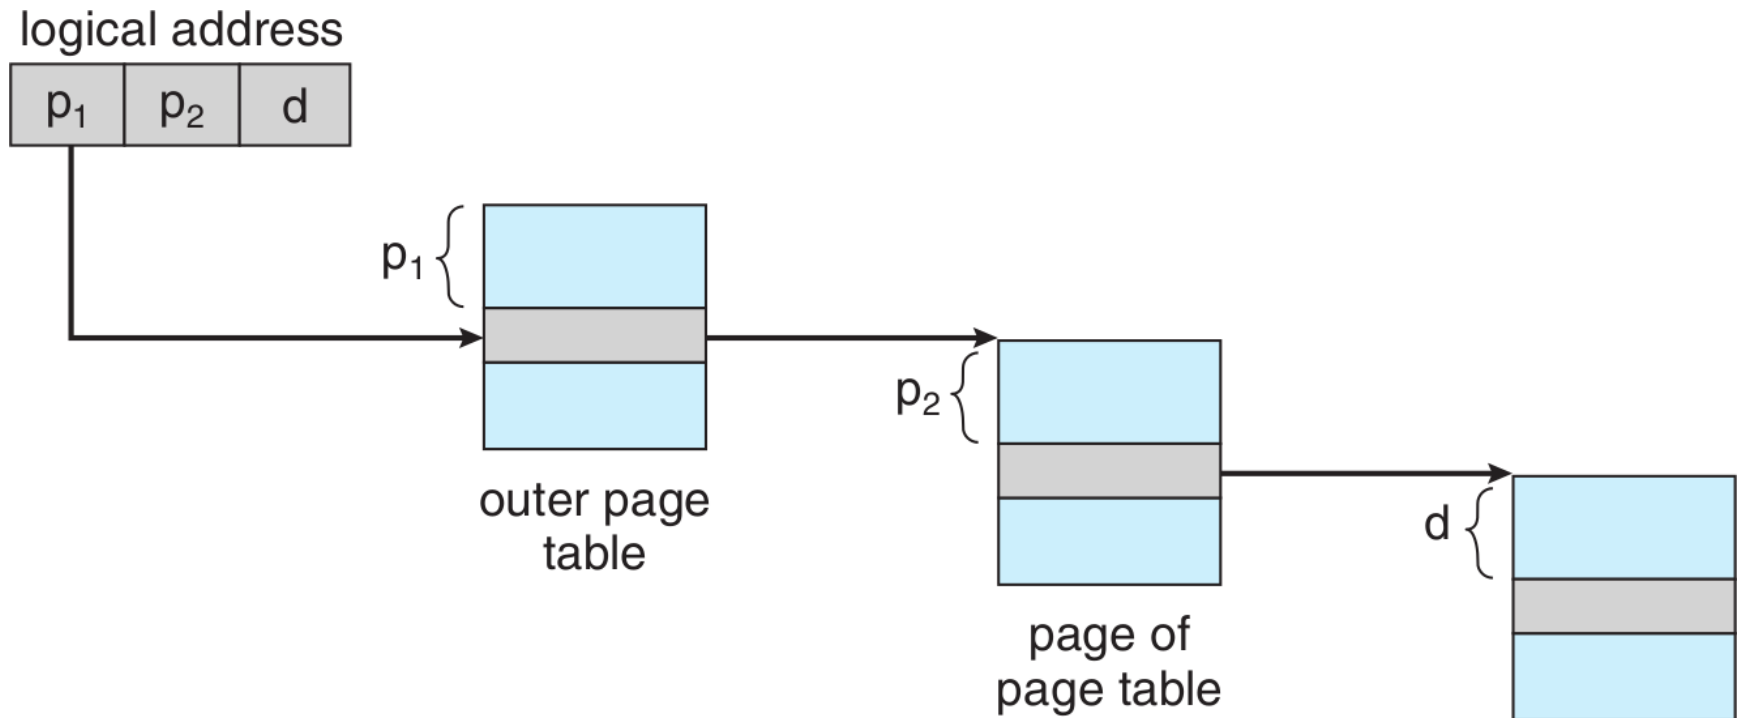 logical address
p₁ p₂ d
p₁
outer page
table
p₂
page of
page table
d